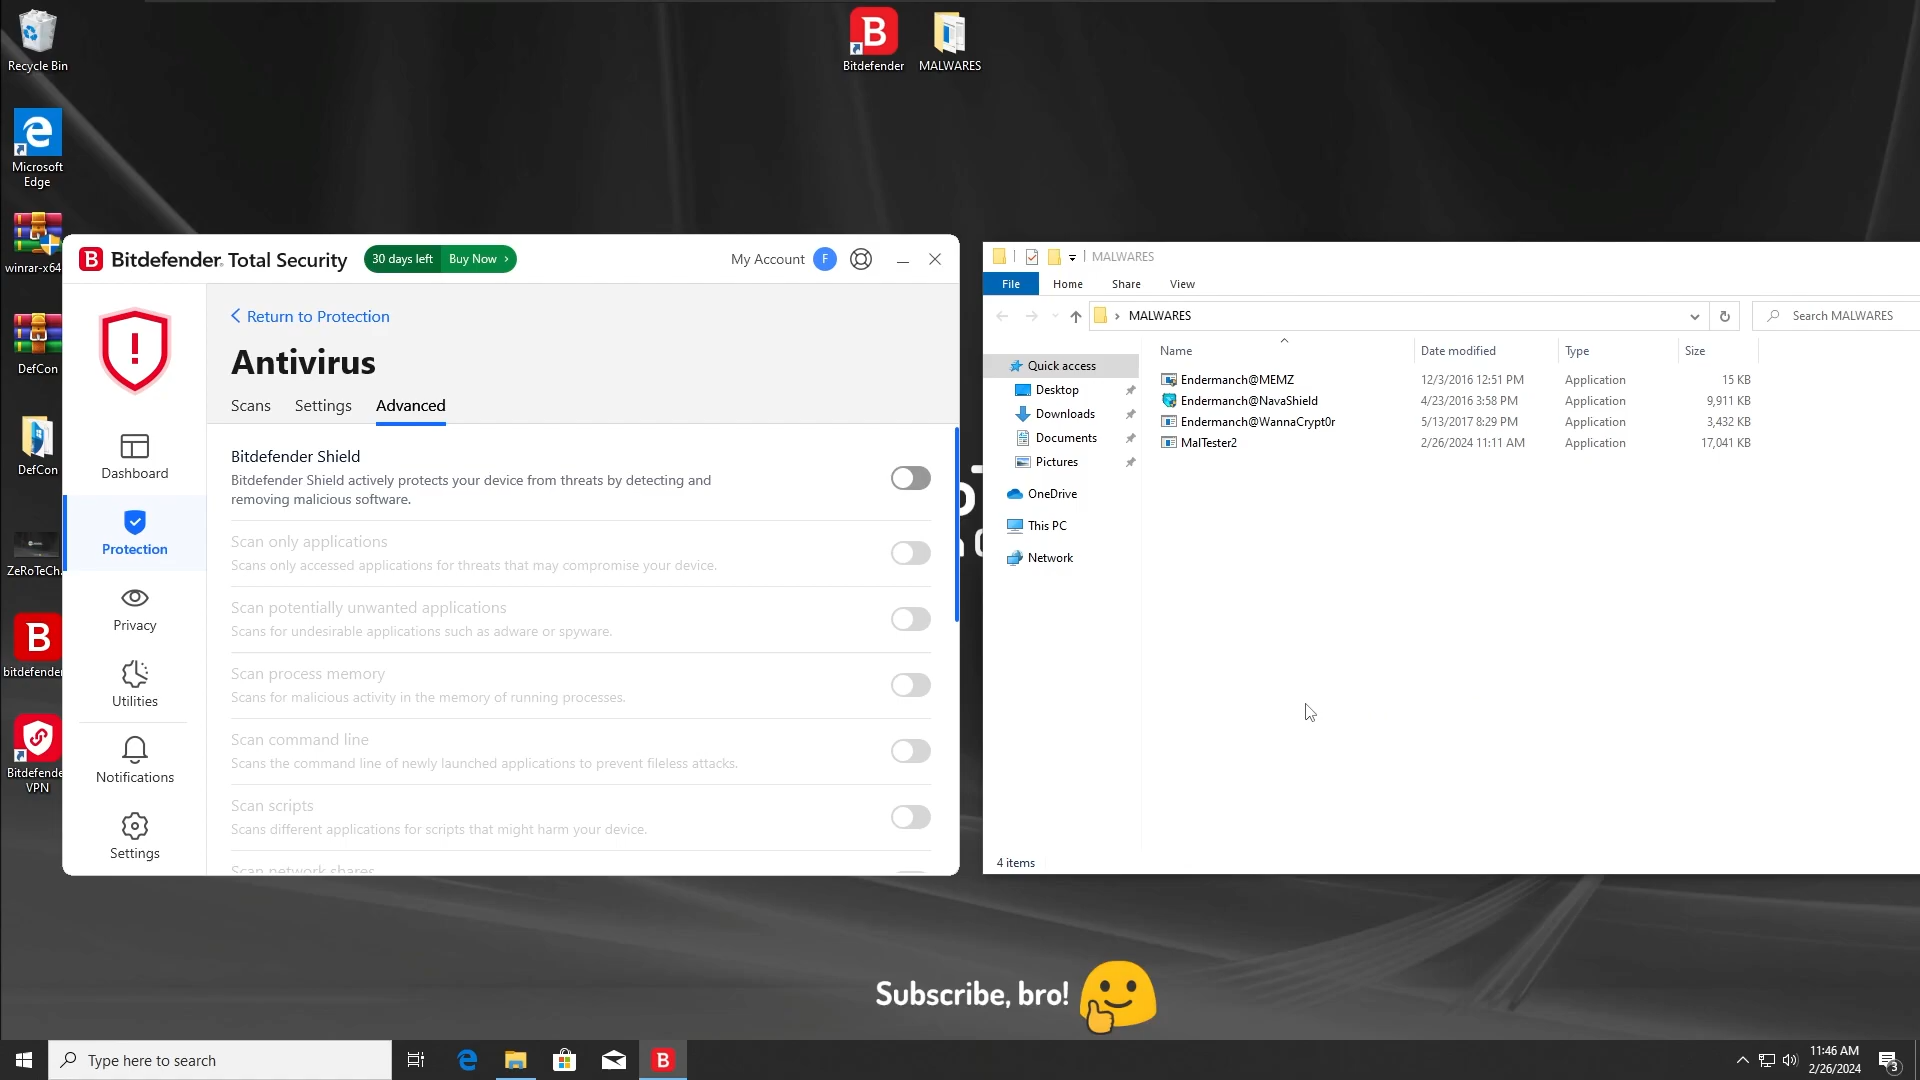 Recycle Bin
Bitdefender
MALWARES
Microsoft
Edge
winrar-x64
DefCon
DefCon
ZeRoTeCh.
bitdefender
Bitdefende
VPN
Bitdefender Total Security
30 days left
Buy Now ›
My Account
F
Return to Protection
Antivirus
Scans
Settings
Advanced
Dashboard
Protection
Privacy
Utilities
Notifications
Settings
Bitdefender Shield
Bitdefender Shield actively protects your device from threats by detecting and
removing malicious software.
Scan only applications
Scans only accessed applications for threats that may compromise your device.
Scan potentially unwanted applications
Scans for undesirable applications such as adware or spyware.
Scan process memory
Scans for malicious activity in the memory of running processes.
Scan command line
Scans the command line of newly launched applications to prevent fileless attacks.
Scan scripts
Scans different applications for scripts that might harm your device.
Scan network shares
MALWARES
File
Home
Share
View
MALWARES
Search MALWARES
Quick access
Desktop
Downloads
Documents
Pictures
OneDrive
This PC
Network
Name
Date modified
Type
Size
Endermanch@MEMZ
12/3/2016 12:51 PM
Application
15 KB
Endermanch@NavaShield
4/23/2016 3:58 PM
Application
9,911 KB
Endermanch@WannaCrypt0r
5/13/2017 8:29 PM
Application
3,432 KB
MalTester2
2/26/2024 11:11 AM
Application
17,041 KB
4 items
Subscribe, bro!
Type here to search
11:46 AM
2/26/2024
3